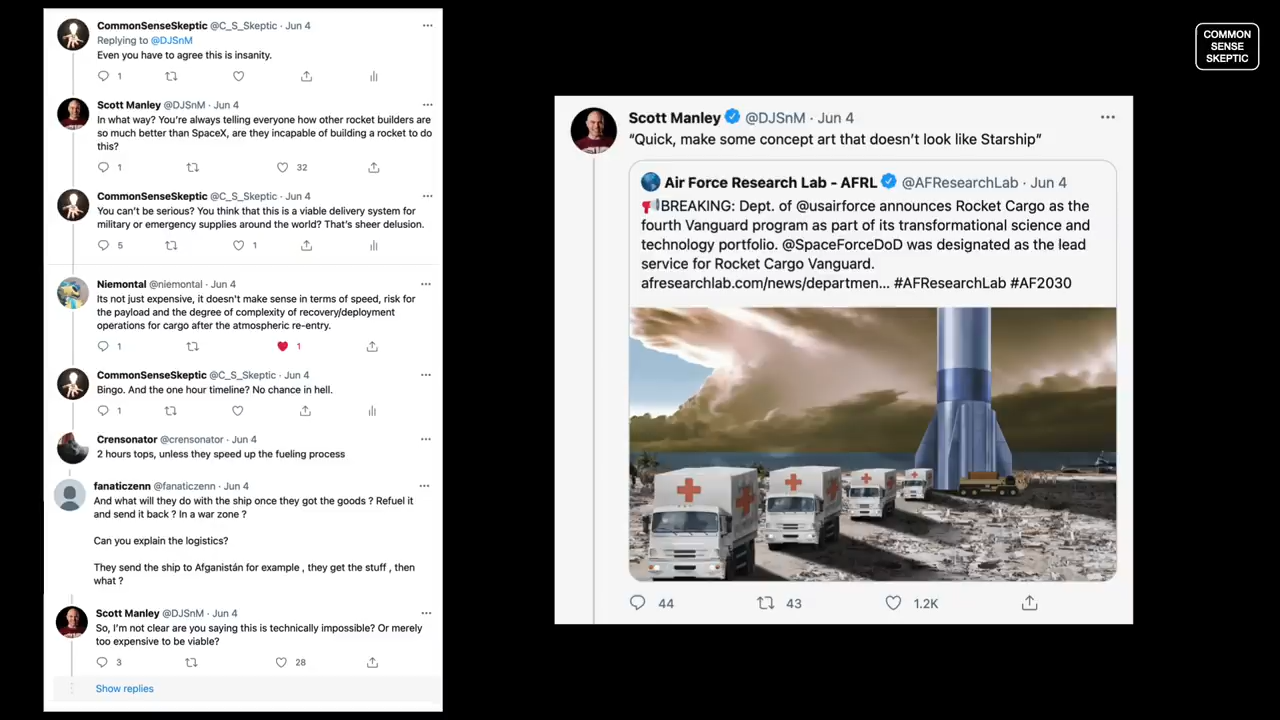 CommonSenseSkeptic @C_S_Skeptic · Jun 4
Replying to @DJSnM
Even you have to agree this is insanity.
1
Scott Manley @DJSnM · Jun 4
In what way? You're always telling everyone how other rocket builders are
so much better than SpaceX, are they incapable of building a rocket to do
this?
1 32
CommonSenseSkeptic @C_S_Skeptic · Jun 4
You can't be serious? You think that this is a viable delivery system for
military or emergency supplies around the world? That's sheer delusion.
5 1
Niemontal @niemontal · Jun 4
Its not just expensive, it doesn't make sense in terms of speed, risk for
the payload and the degree of complexity of recovery/deployment
operations for cargo after the atmospheric re-entry.
1 1
CommonSenseSkeptic @C_S_Skeptic · Jun 4
Bingo. And the one hour timeline? No chance in hell.
1
Crensonator @crensonator · Jun 4
2 hours tops, unless they speed up the fueling process
fanaticzenn @fanaticzenn · Jun 4
And what will they do with the ship once they got the goods ? Refuel it
and send it back ? In a war zone ?
Can you explain the logistics?
They send the ship to Afganistán for example , they get the stuff , then
what ?
Scott Manley @DJSnM · Jun 4
So, I'm not clear are you saying this is technically impossible? Or merely
too expensive to be viable?
3 28
Show replies
Scott Manley @DJSnM · Jun 4
“Quick, make some concept art that doesn't look like Starship”
Air Force Research Lab - AFRL @AFResearchLab · Jun 4
BREAKING: Dept. of @usairforce announces Rocket Cargo as the
fourth Vanguard program as part of its transformational science and
technology portfolio. @SpaceForceDoD was designated as the lead
service for Rocket Cargo Vanguard.
afresearchlab.com/news/departmen... #AFResearchLab #AF2030
44 43 1.2K
COMMON
SENSE
SKEPTIC